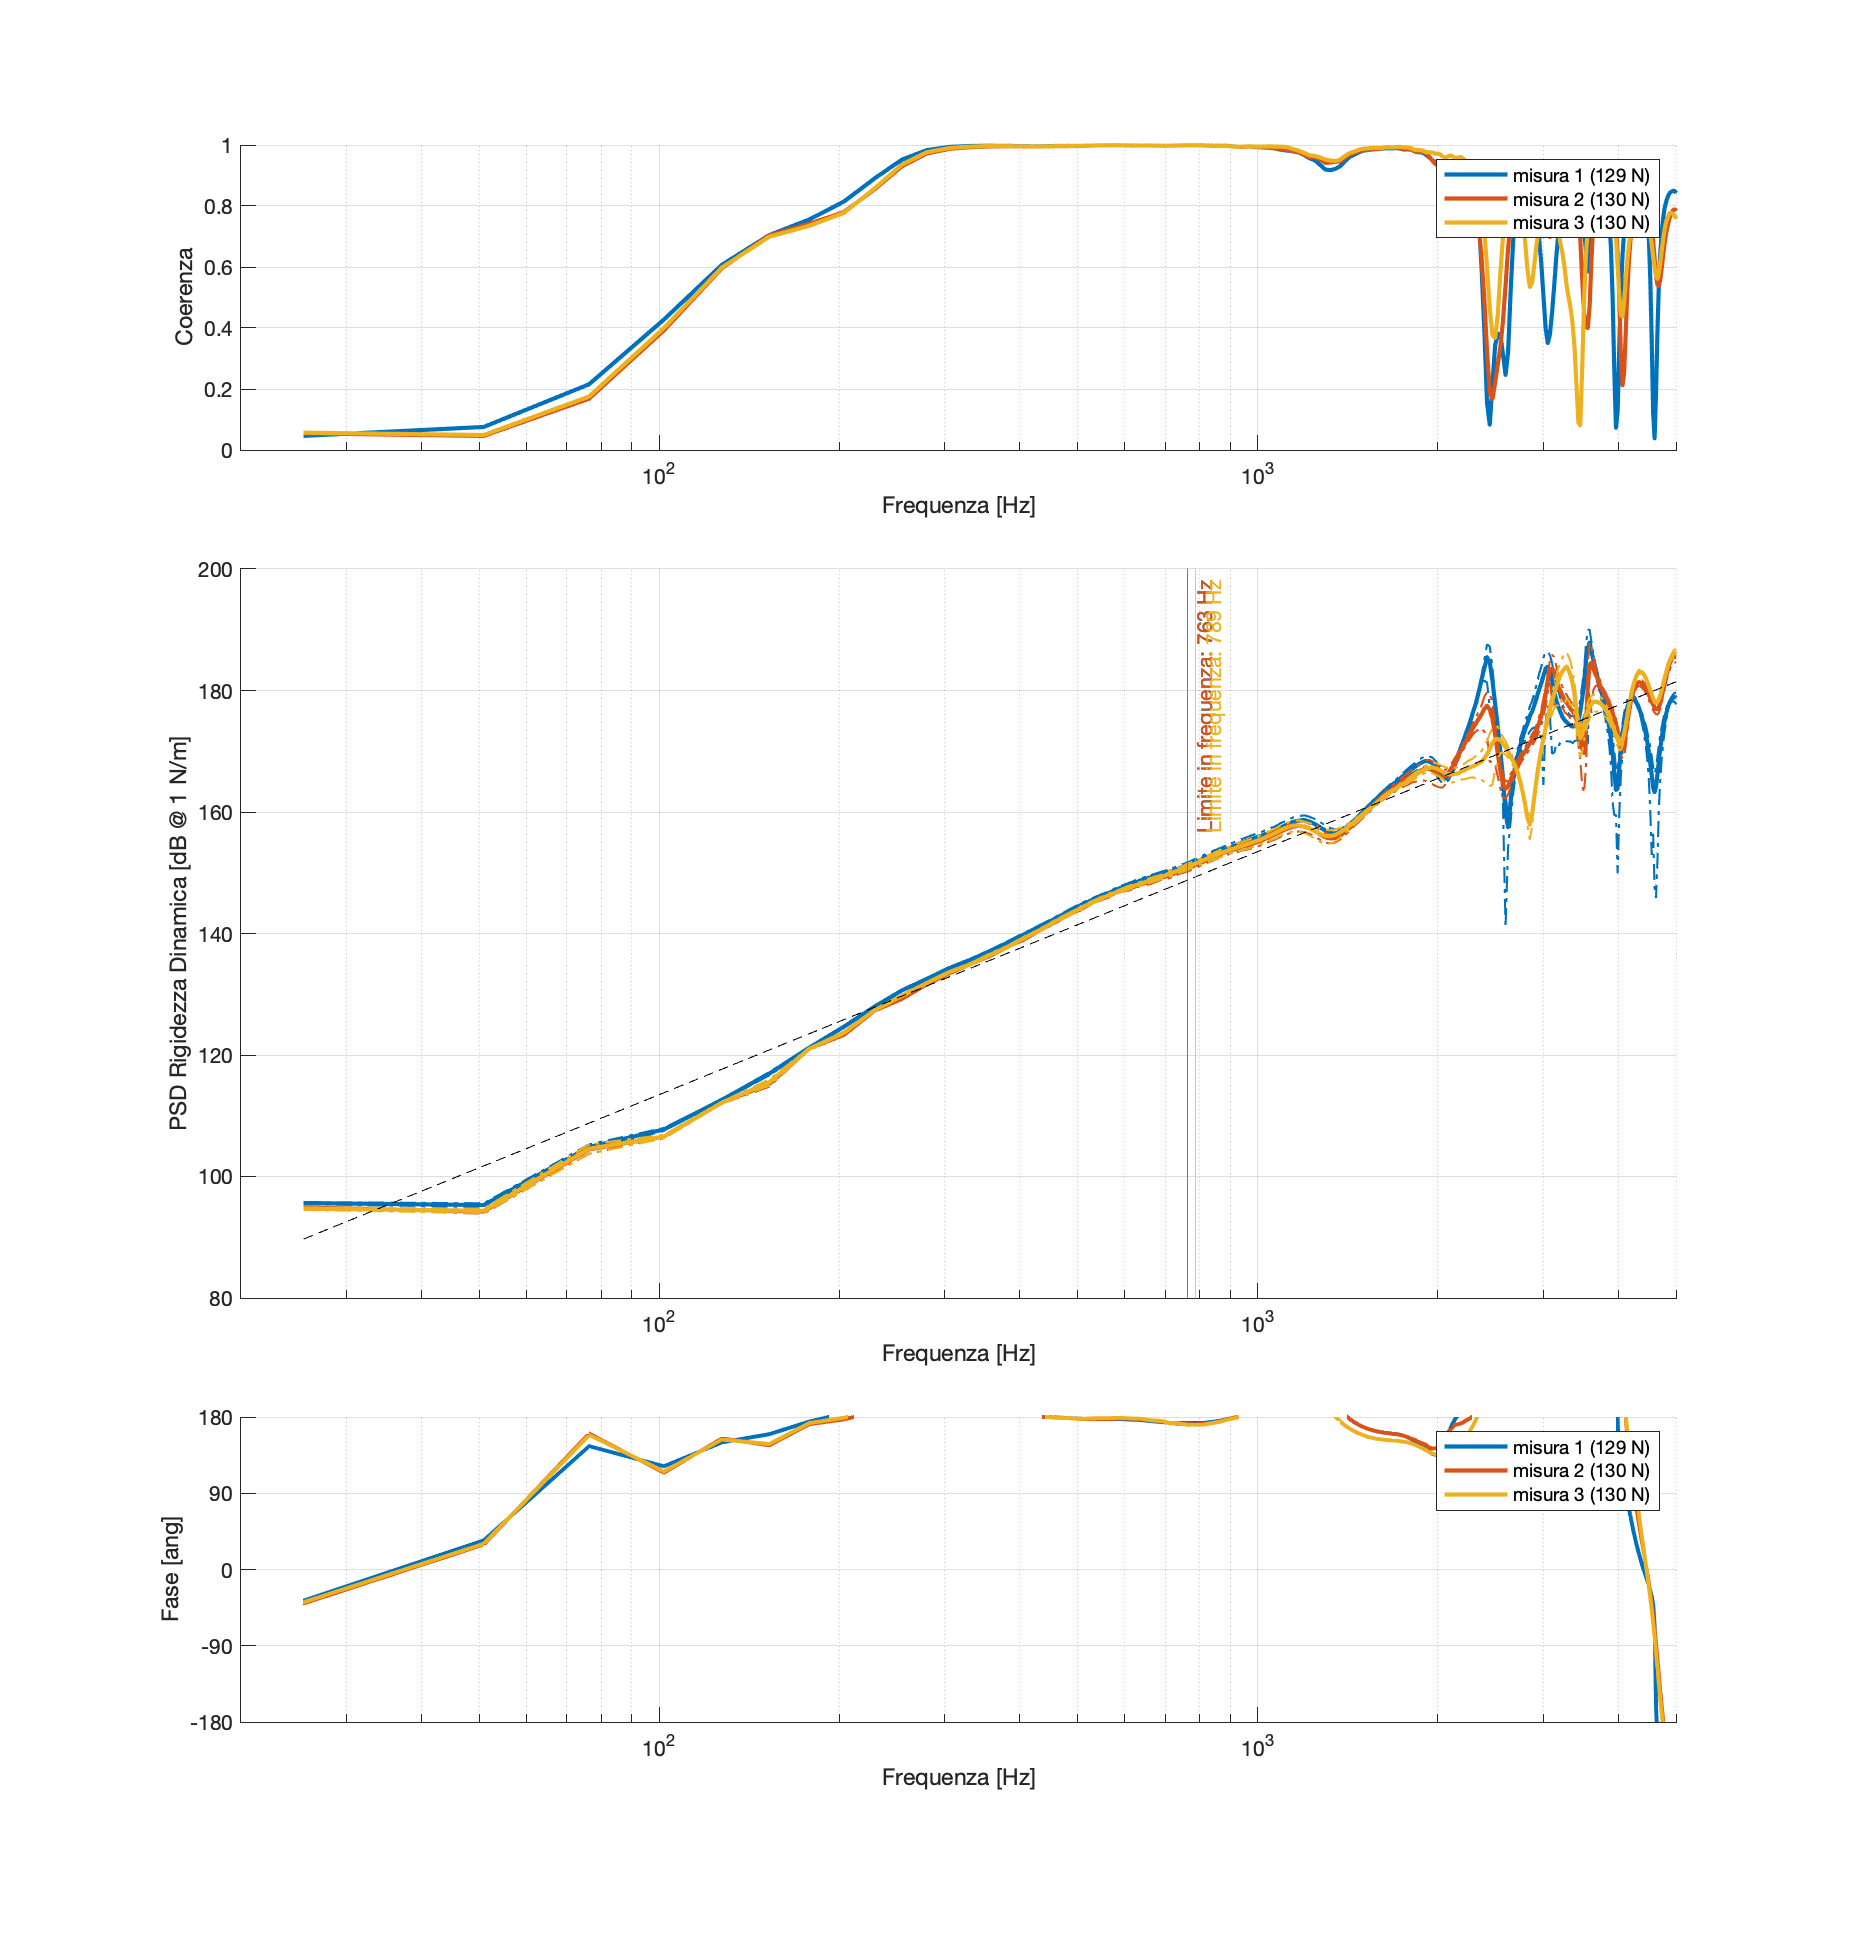 1
0.8
0.6
0.4
0.2
0
Coerenza
10²
10³
Frequenza [Hz]
misura 1 (129 N)
misura 2 (130 N)
misura 3 (130 N)
200
180
160
140
120
100
80
PSD Rigidezza Dinamica [dB @ 1 N/m]
Limite in frequenza: 763 Hz
Limite in frequenza: 789 Hz
10²
10³
Frequenza [Hz]
180
90
0
-90
-180
Fase [ang]
misura 1 (129 N)
misura 2 (130 N)
misura 3 (130 N)
10²
10³
Frequenza [Hz]